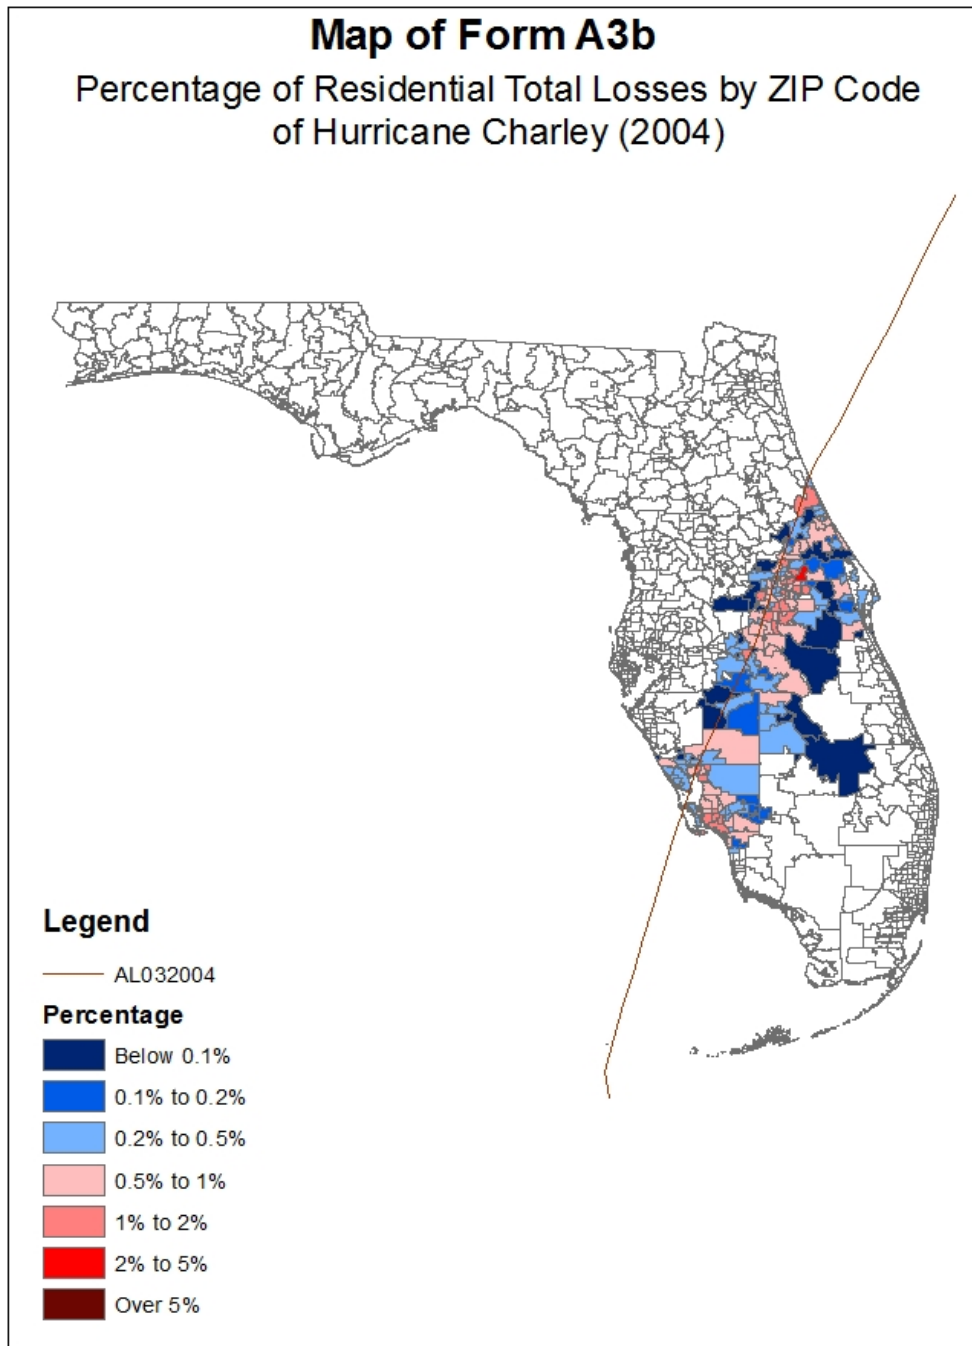 Map of Form A3b
Percentage of Residential Total Losses by ZIP Code
of Hurricane Charley (2004)
Legend
AL032004
Percentage
Below 0.1%
0.1% to 0.2%
0.2% to 0.5%
0.5% to 1%
1% to 2%
2% to 5%
Over 5%